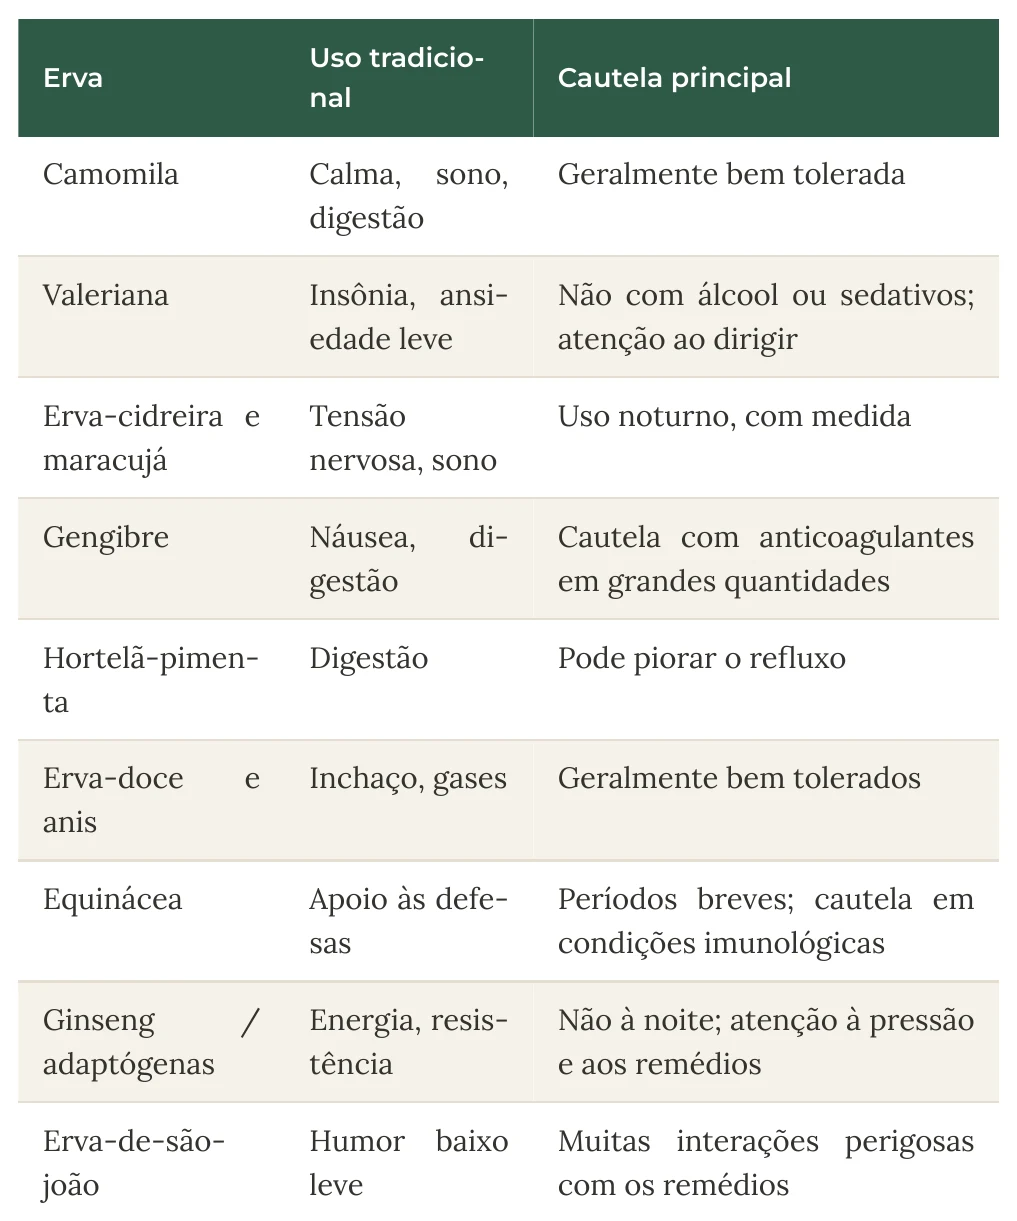 Erva
Uso tradicio-
nal
Cautela principal
Camomila
Calma, sono,
digestão
Geralmente bem tolerada
Valeriana
Insônia, ansi-
edade leve
Não com álcool ou sedativos;
atenção ao dirigir
Erva-cidreira e
maracujá
Tensão
nervosa, sono
Uso noturno, com medida
Gengibre
Náusea, di-
gestão
Cautela com anticoagulantes
em grandes quantidades
Hortelã-pimen-
ta
Digestão
Pode piorar o refluxo
Erva-doce e
anis
Inchaço, gases
Geralmente bem tolerados
Equinácea
Apoio às defe-
sas
Períodos breves; cautela em
condições imunológicas
Ginseng /
adaptógenas
Energia, resis-
tência
Não à noite; atenção à pressão
e aos remédios
Erva-de-são-
joão
Humor baixo
leve
Muitas interações perigosas
com os remédios